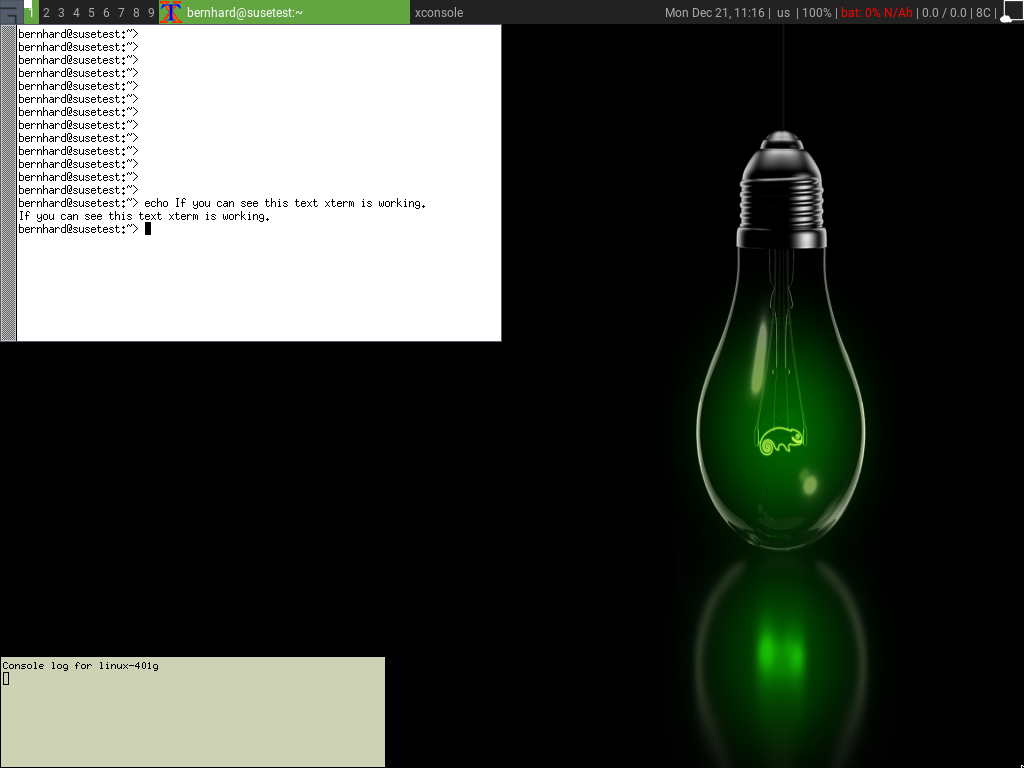 1 2 3 4 5 6 7 8 9 bernhard@susetest:~ xconsole Mon Dec 21, 11:16 | us | 100% | bat: 0% N/Ah | 0.0 / 0.0 | 8C |
bernhard@susetest:~>
bernhard@susetest:~>
bernhard@susetest:~>
bernhard@susetest:~>
bernhard@susetest:~>
bernhard@susetest:~>
bernhard@susetest:~>
bernhard@susetest:~>
bernhard@susetest:~>
bernhard@susetest:~>
bernhard@susetest:~>
bernhard@susetest:~>
bernhard@susetest:~>
bernhard@susetest:~> echo If you can see this text xterm is working.
If you can see this text xterm is working.
bernhard@susetest:~>
Console log for linux-401g